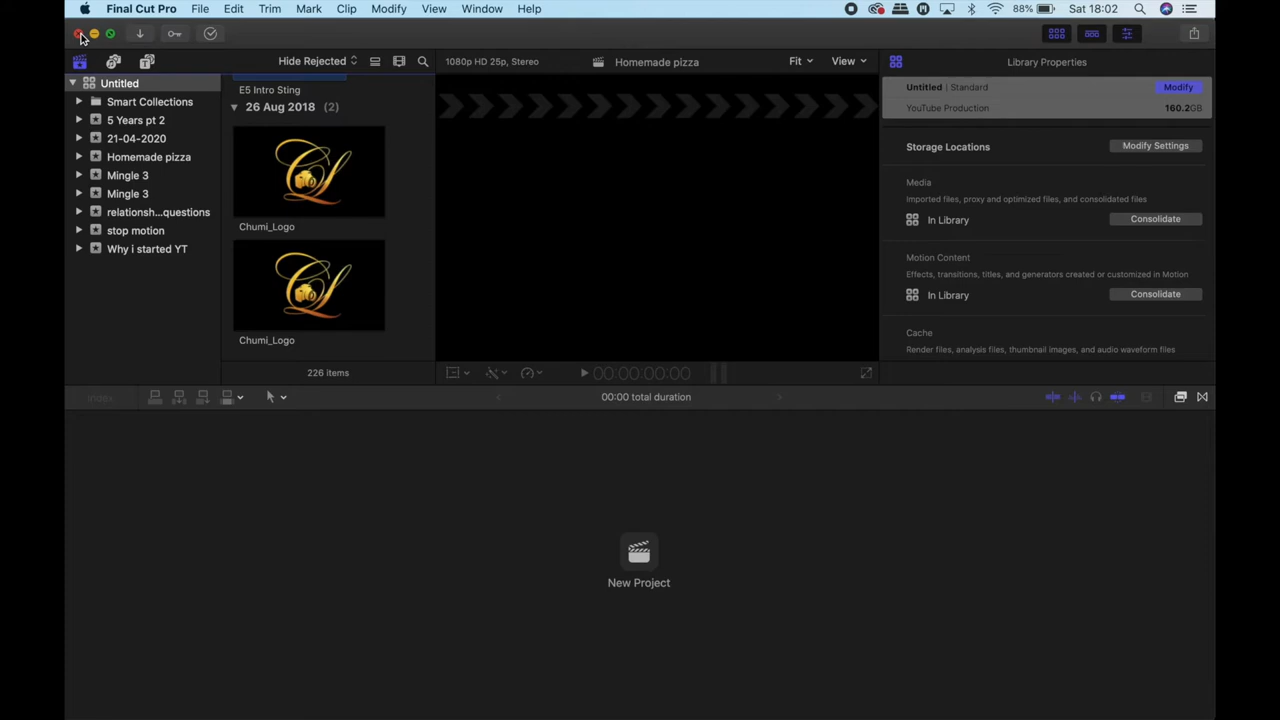 Final Cut Pro File Edit Trim Mark Clip Modify View Window Help 88% Sat 18:02
Hide Rejected
1080p HD 25p, Stereo Homemade pizza Fit View
Library Properties
Untitled
Smart Collections
5 Years pt 2
21-04-2020
Homemade pizza
Mingle 3
Mingle 3
relationsh...questions
stop motion
Why i started YT
E5 Intro Sting
26 Aug 2018 (2)
Chumi_Logo
Chumi_Logo
226 items
00:00:00:00
Untitled | Standard Modify
YouTube Production 160.2GB
Storage Locations Modify Settings
Media
Imported files, proxy and optimized files, and consolidated files
In Library Consolidate
Motion Content
Effects, transitions, titles, and generators created or customized in Motion
In Library Consolidate
Cache
Render files, analysis files, thumbnail images, and audio waveform files
Index 00:00 total duration
New Project